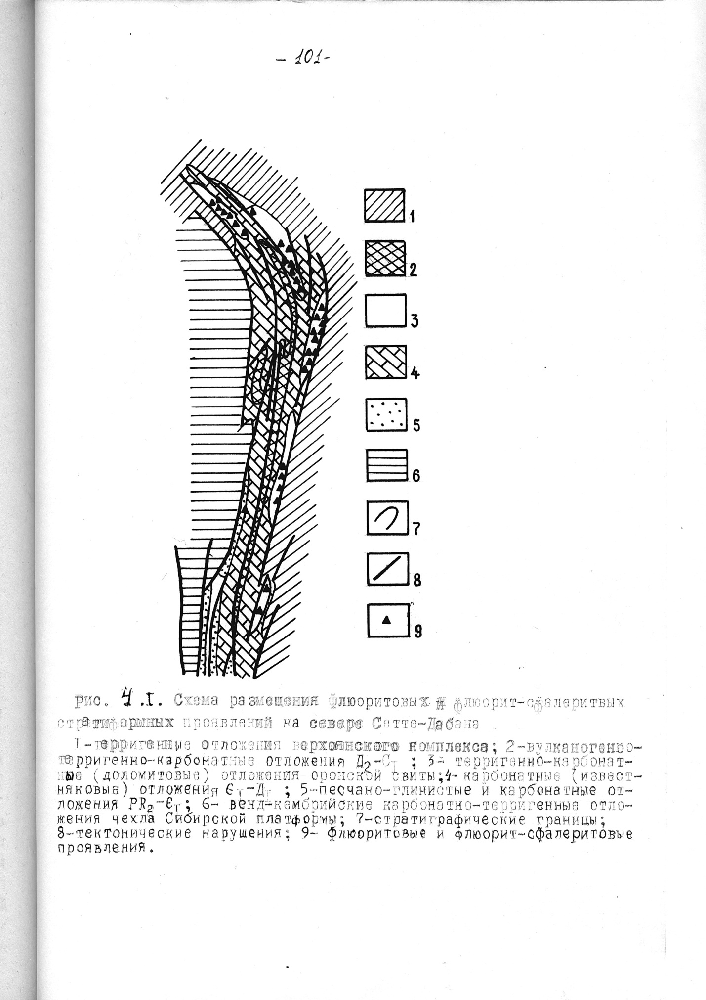 - 101-
1
2
3
4
5
6
7
8
9
рис. 4.I. Схема размещения флюоритовых и флюорит-сфалеритвых
стратиформных проявлений на севере Сетте-Дабана
I-терригенные отложения верхоянского комплекса; 2-вулканогенно-
терригенно-карбонатные отложения Д₂-С₁ ; 3- терригенно-карбонат-
ные (доломитовые) отложения оронской свиты;4- карбонатные (извест-
няковые) отложения Є₁-Д₁ ; 5-песчано-глинистые и карбонатные от-
ложения PR₂-Є₁; 6- венд-кембрийские карбонатно-терригенные отло-
жения чехла Сибирской платформы; 7-стратиграфические границы;
8-тектонические нарушения; 9- флюоритовые и флюорит-сфалеритовые
проявления.